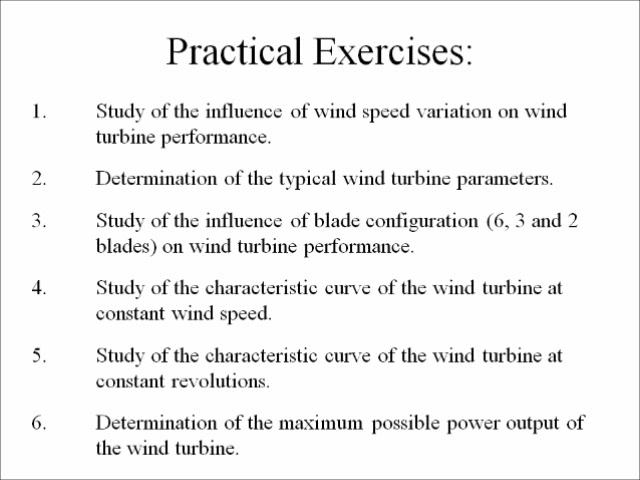 Practical Exercises:
1. Study of the influence of wind speed variation on wind
turbine performance.
2. Determination of the typical wind turbine parameters.
3. Study of the influence of blade configuration (6, 3 and 2
blades) on wind turbine performance.
4. Study of the characteristic curve of the wind turbine at
constant wind speed.
5. Study of the characteristic curve of the wind turbine at
constant revolutions.
6. Determination of the maximum possible power output of
the wind turbine.